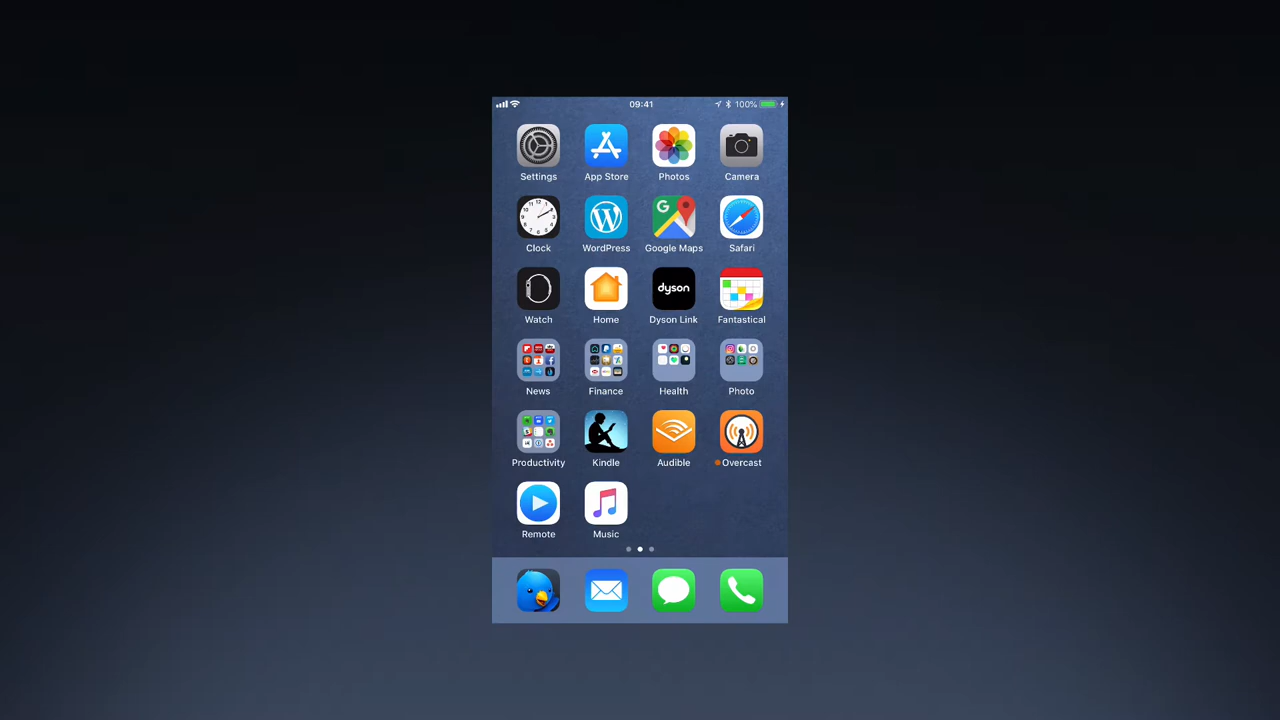 09:41 100%
Settings App Store Photos Camera
Clock WordPress Google Maps Safari
dyson
Watch Home Dyson Link Fantastical
News Finance Health Photo
Productivity Kindle Audible Overcast
Remote Music